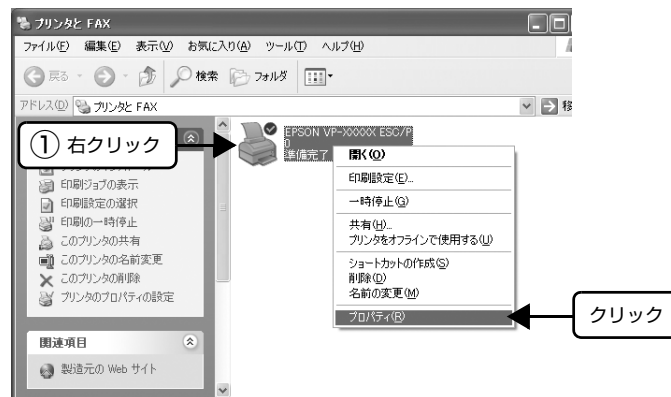 プリンタと FAX
ファイル(F) 編集(E) 表示(V) お気に入り(A) ツール(T) ヘルプ(H)
戻る 検索 フォルダ
アドレス(D) プリンタと FAX 移
① 右クリック
EPSON VP-XXXXX ESC/P
0
準備完了
開く(O)
印刷設定(E)...
一時停止(G)
共有(H)...
プリンタをオフラインで使用する(U)
ショートカットの作成(S)
削除(D)
名前の変更(M)
プロパティ(R)
クリック
印刷ジョブの表示
印刷設定の選択
印刷の一時停止
このプリンタの共有
このプリンタの名前変更
このプリンタの削除
プリンタのプロパティの設定
関連項目
製造元の Web サイト